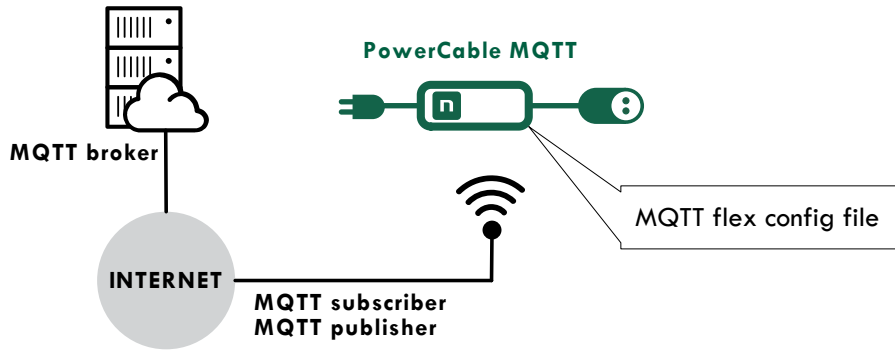 PowerCable MQTT
n
MQTT broker
MQTT flex config file
INTERNET
MQTT subscriber
MQTT publisher